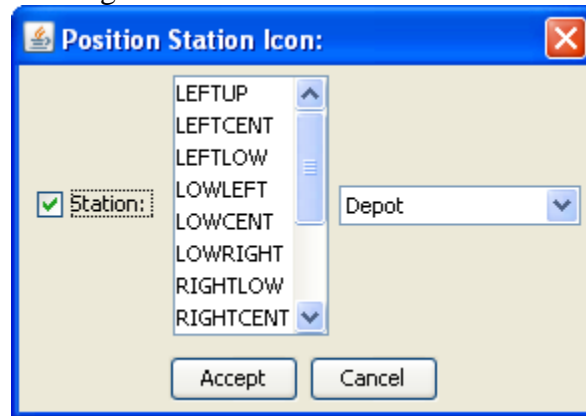 Position Station Icon:
LEFTUP
LEFTCENT
LEFTLOW
LOWLEFT
LOWCENT
LOWRIGHT
RIGHTLOW
RIGHTCENT
Station:
Depot
Accept
Cancel